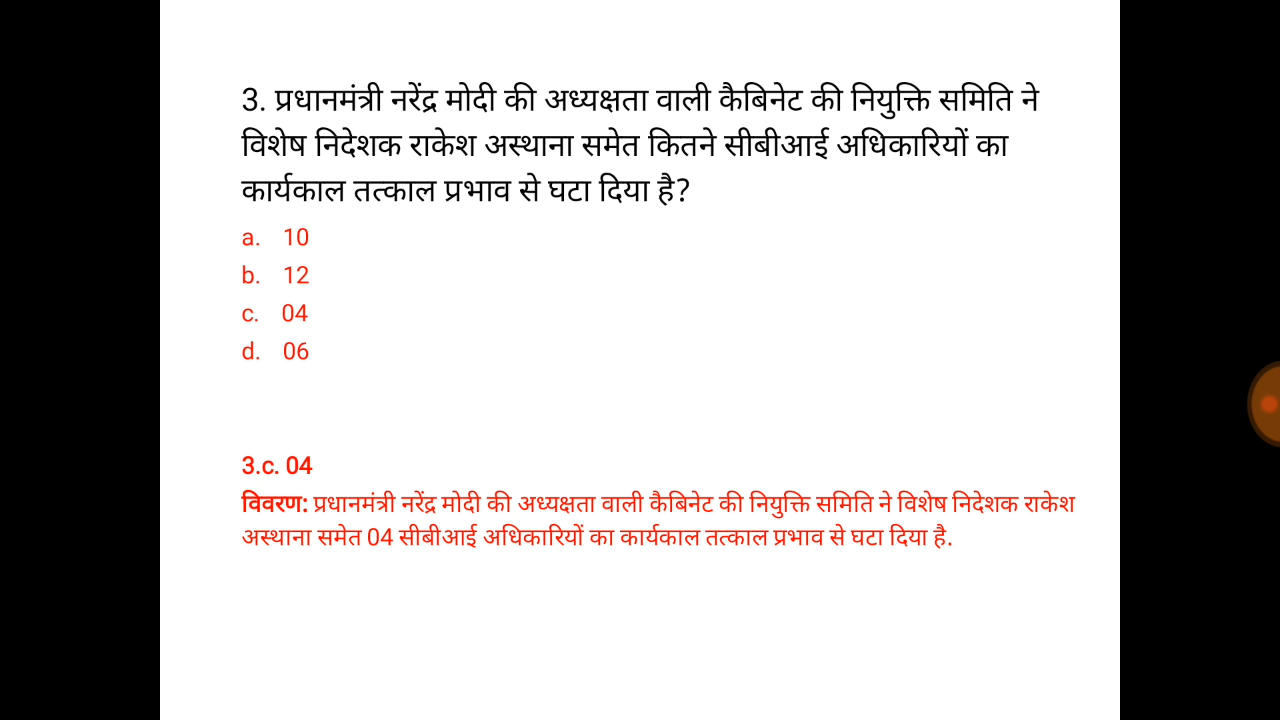 3. प्रधानमंत्री नरेंद्र मोदी की अध्यक्षता वाली कैबिनेट की नियुक्ति समिति ने
विशेष निदेशक राकेश अस्थाना समेत कितने सीबीआई अधिकारियों का
कार्यकाल तत्काल प्रभाव से घटा दिया है?
a. 10
b. 12
c. 04
d. 06
3.c. 04
विवरण: प्रधानमंत्री नरेंद्र मोदी की अध्यक्षता वाली कैबिनेट की नियुक्ति समिति ने विशेष निदेशक राकेश
अस्थाना समेत 04 सीबीआई अधिकारियों का कार्यकाल तत्काल प्रभाव से घटा दिया है.